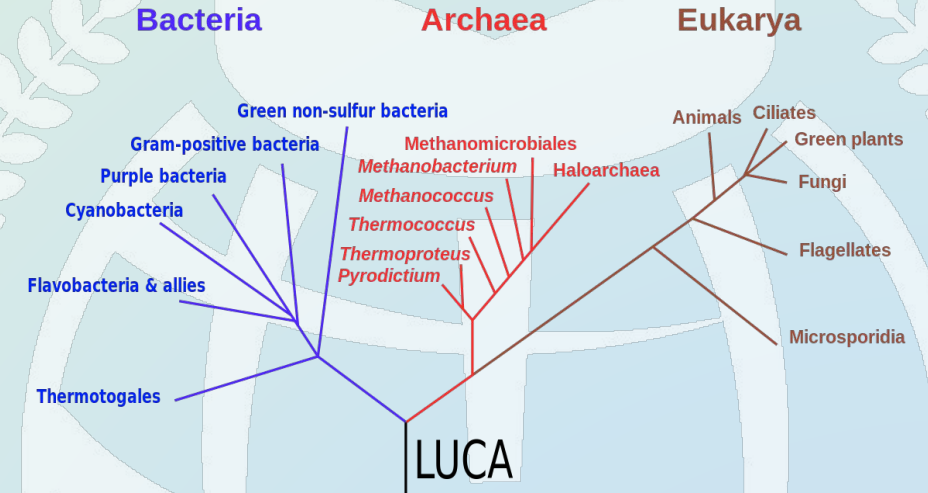 Bacteria
Archaea
Eukarya
Green non-sulfur bacteria
Gram-positive bacteria
Purple bacteria
Cyanobacteria
Flavobacteria & allies
Thermotogales
Methanomicrobiales
Methanobacterium
Haloarchaea
Methanococcus
Thermococcus
Thermoproteus
Pyrodictium
Animals
Ciliates
Green plants
Fungi
Flagellates
Microsporidia
LUCA